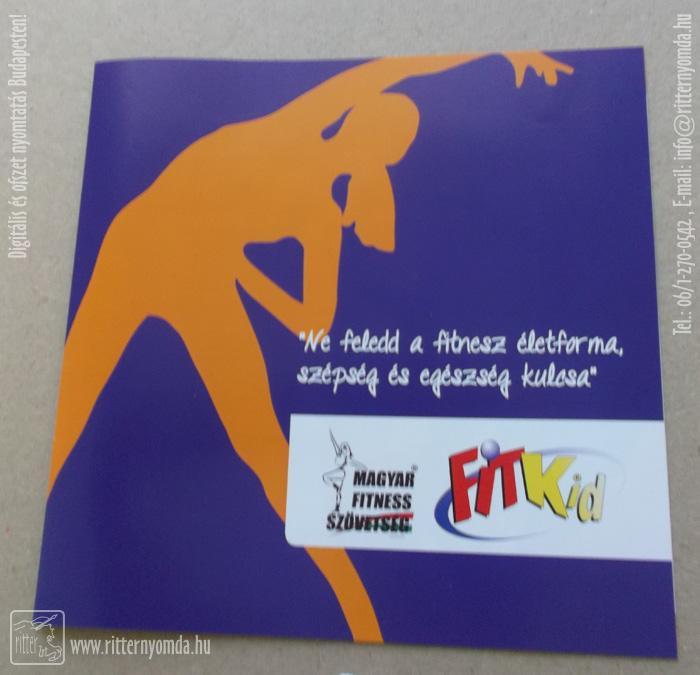 Digitális és ofszet nyomtatás Budapesten!
Tel.: 06/1-270-0542 . E-mail: info@ritternyomda.hu
"Ne feledd a fitnesz életforma,
szépség és egészség kulcsa"
MAGYAR®
FITNESS
SZÖVETSÉG
FiTKid
ritter
www.ritternyomda.hu